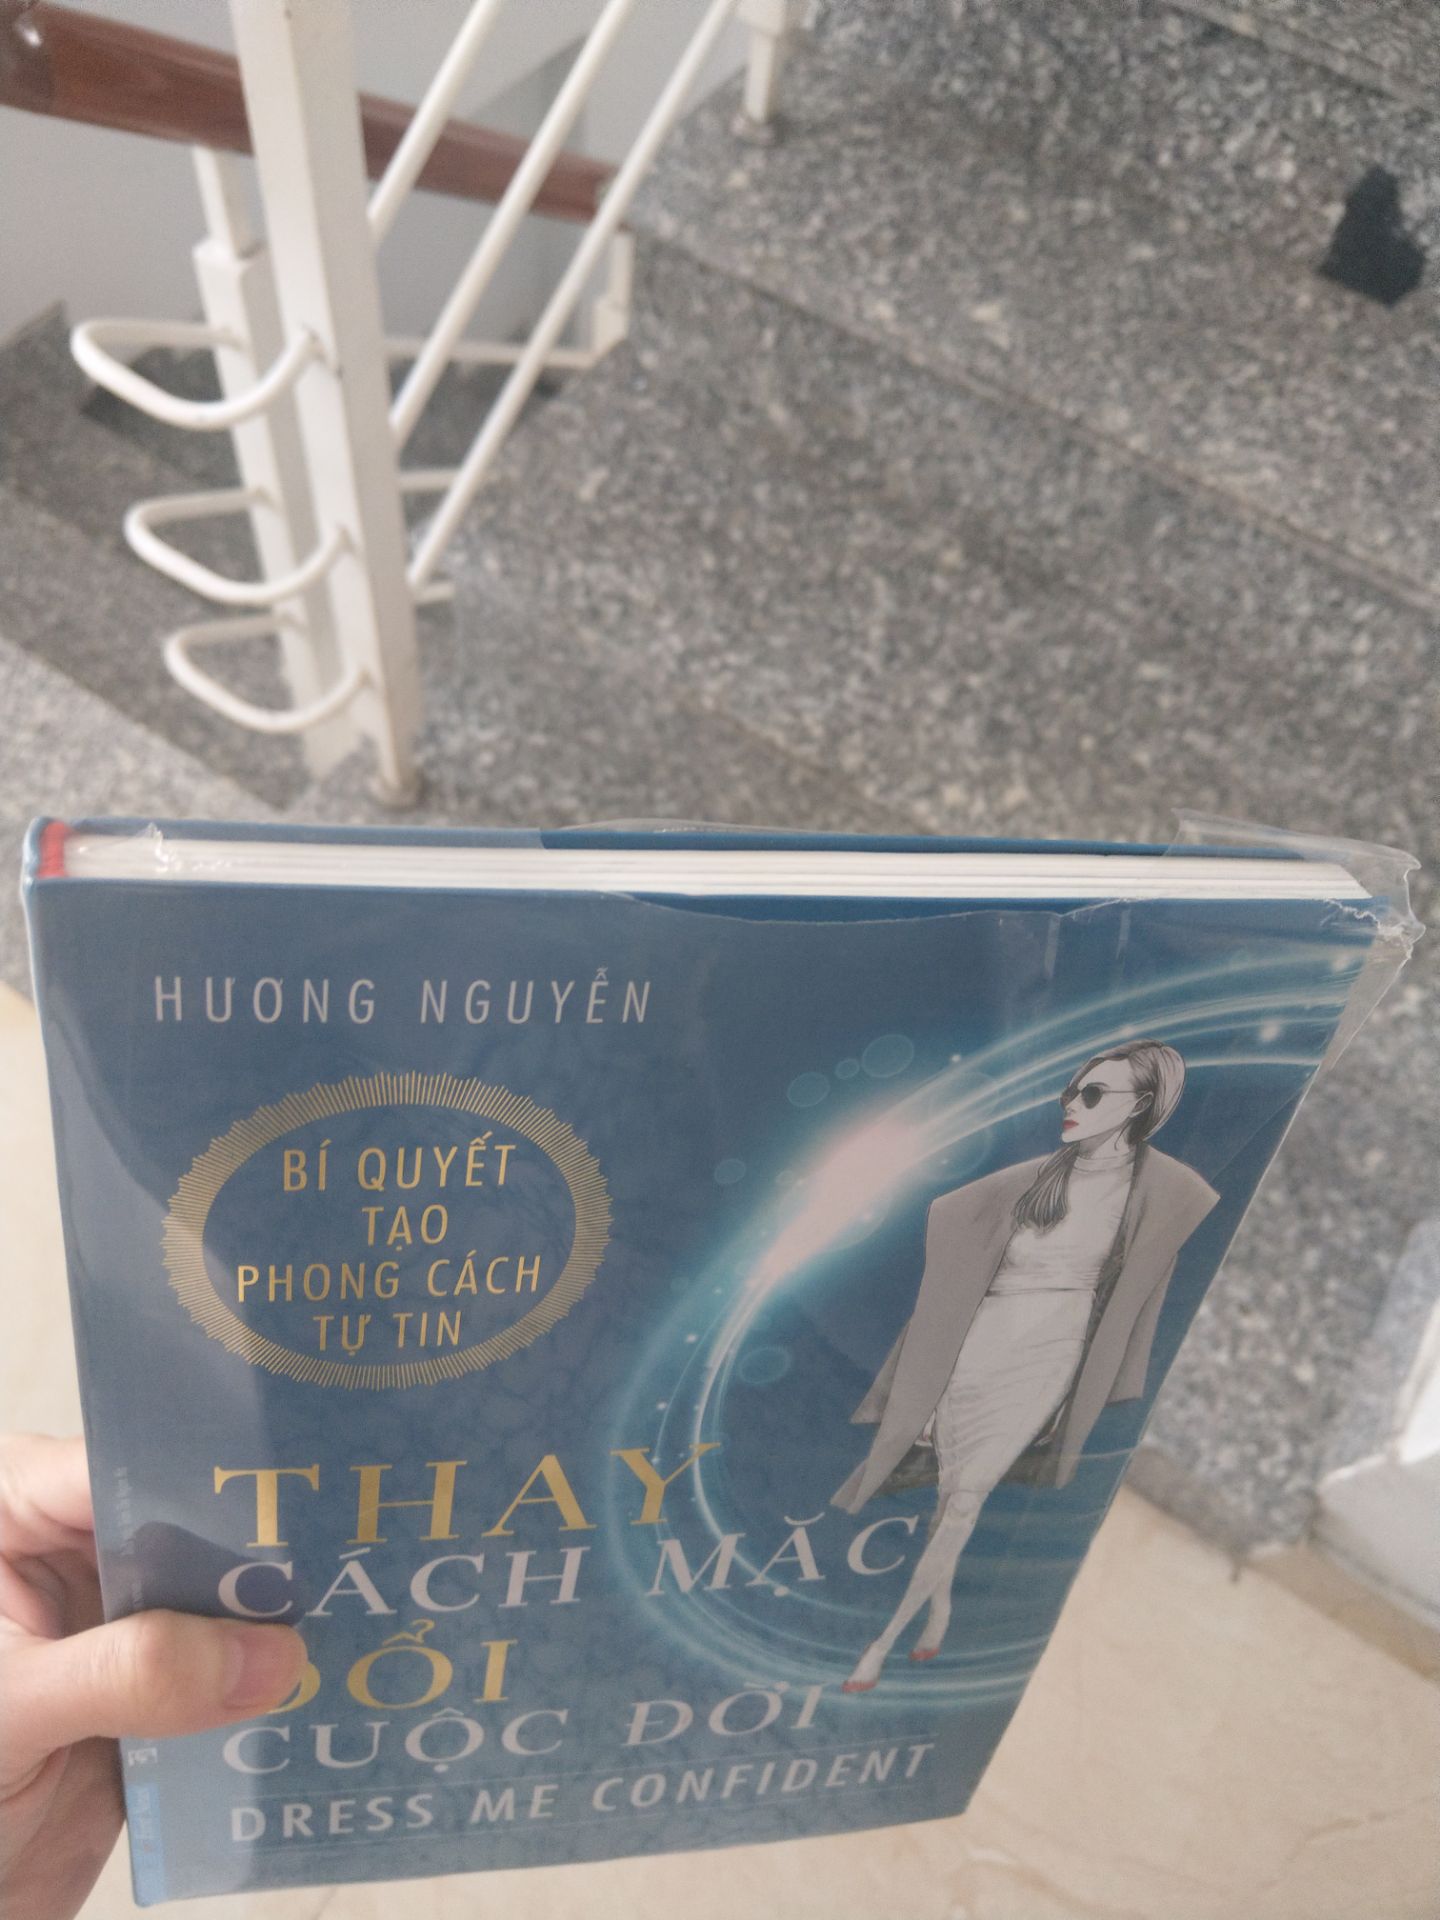 HƯƠNG NGUYỄN
BÍ QUYẾT
TẠO
PHONG CÁCH
TỰ TIN
THAY
CÁCH MẶC
ĐỔI
CUỘC ĐỜI
DRESS ME CONFIDENT